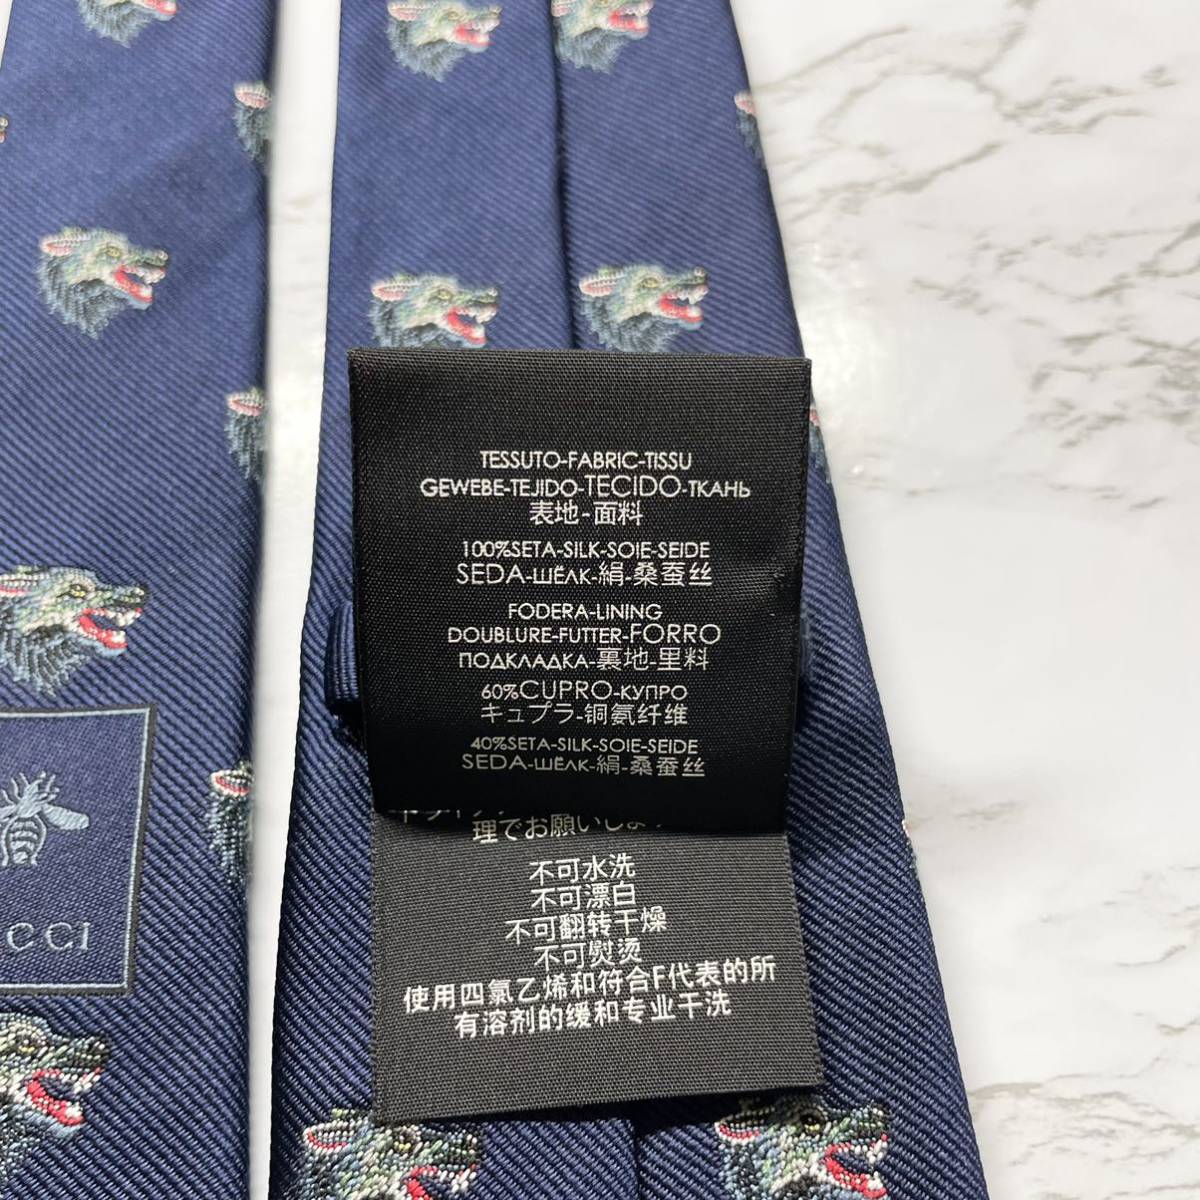 TESSUTO-FABRIC-TISSU
GEWEBE-TEJIDO-TECIDO-ТКАНЬ
表地-面料
100%SETA-SILK-SOIE-SEIDE
SEDA-ШЁЛК-絹-桑蚕丝
FODERA-LINING
DOUBLURE-FUTTER-FORRO
ПОДКЛАДКА-裏地-里料
60%CUPRO-КУПРО
キュプラ-铜氨纤维
40%SETA-SILK-SOIE-SEIDE
SEDA-ШЁЛК-絹-桑蚕丝
理でお願いしま
不可水洗
不可漂白
不可翻转干燥
不可熨烫
使用四氯乙烯和符合F代表的所
有溶剂的缓和专业干洗
CCI